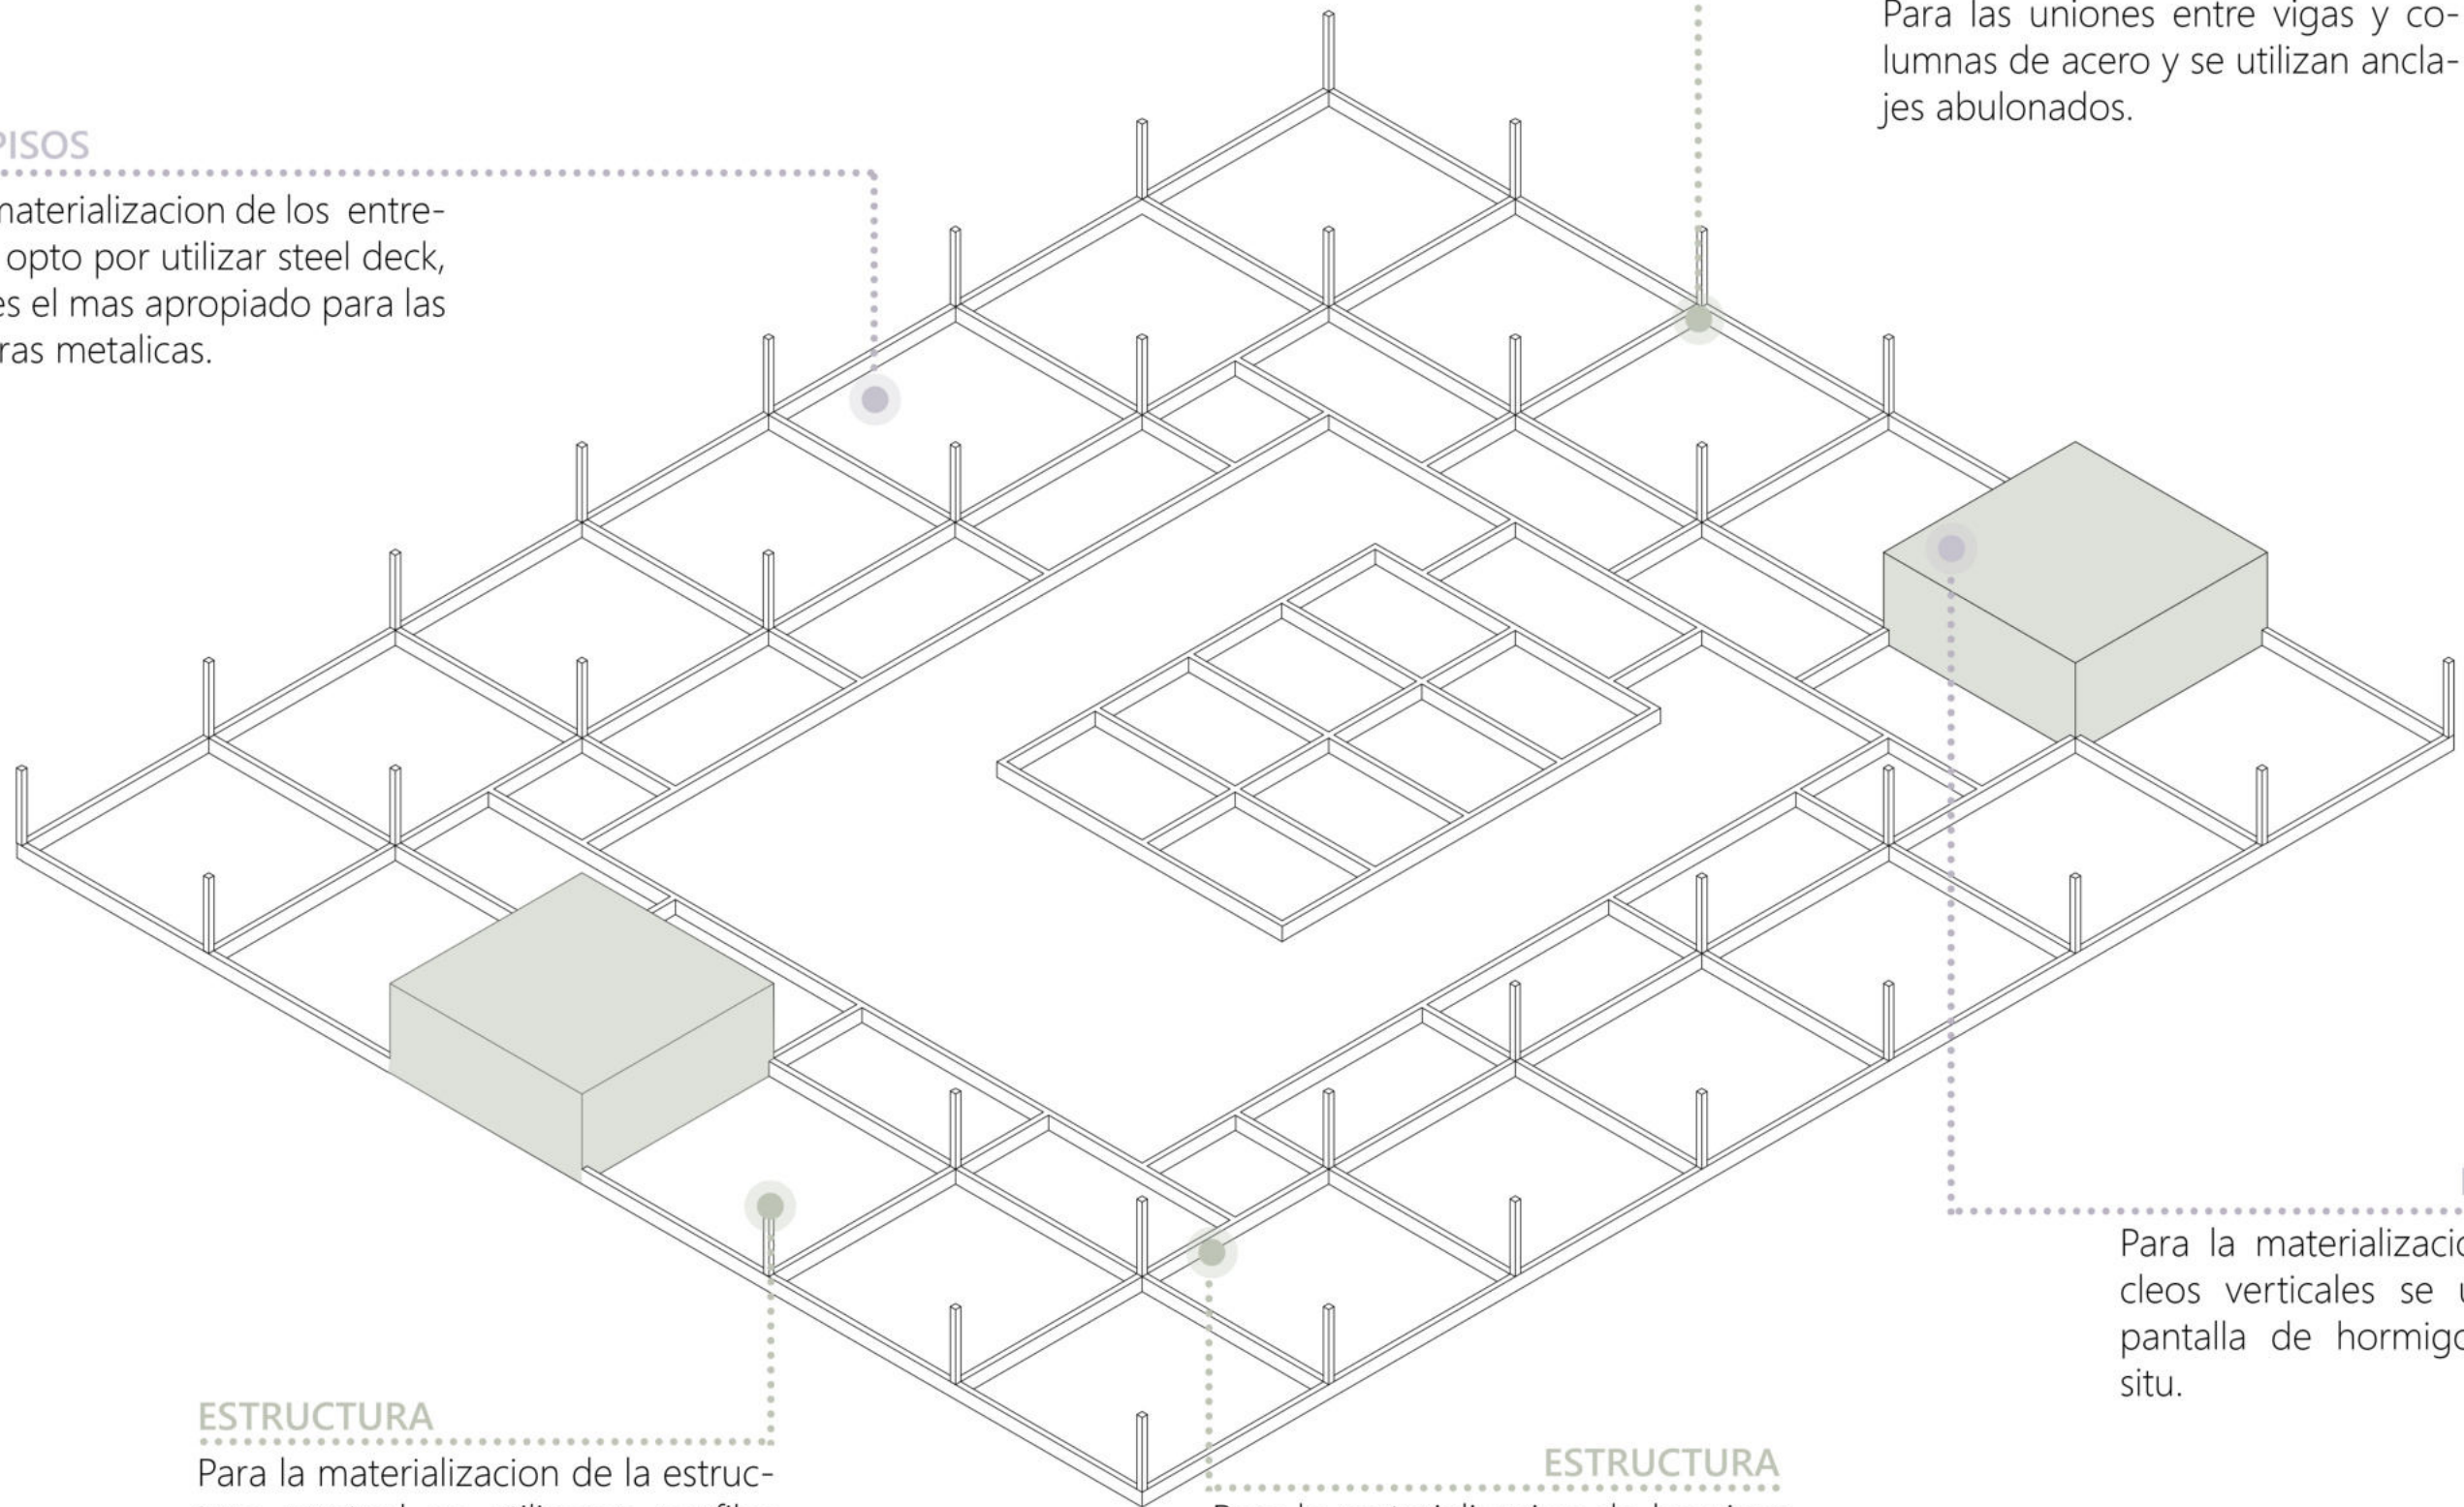 Para las uniones entre vigas y co-
lumnas de acero y se utilizan ancla-
jes abulonados.
PISOS
materializacion de los entre-
opto por utilizar steel deck,
es el mas apropiado para las
ras metalicas.
Para la materializacio
cleos verticales se u
pantalla de hormigo
situ.
ESTRUCTURA
Para la materializacion de la estruc-
ESTRUCTURA